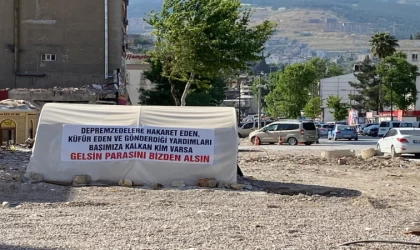 DEPREMZEDELERE HAKARET EDEN,
KÜFÜR EDEN VE GÖNDERDİĞİ YARDIMLARI
BAŞIMIZA KALKAN KİM VARSA
GELSİN PARASINI BİZDEN ALSIN